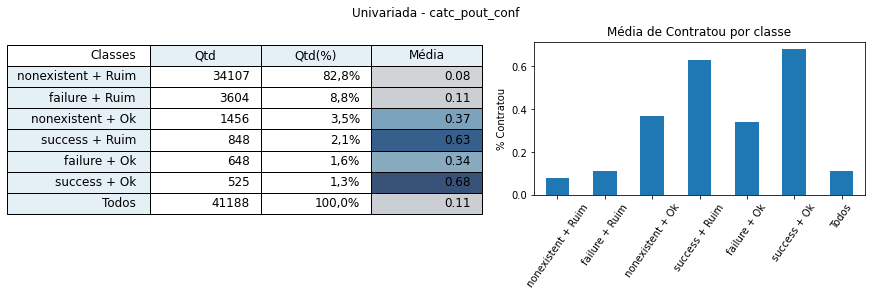 Univariada - catc_pout_conf
Classes Qtd Qtd(%) Média
nonexistent + Ruim 34107 82,8% 0.08
failure + Ruim 3604 8,8% 0.11
nonexistent + Ok 1456 3,5% 0.37
success + Ruim 848 2,1% 0.63
failure + Ok 648 1,6% 0.34
success + Ok 525 1,3% 0.68
Todos 41188 100,0% 0.11
Média de Contratou por classe
% Contratou
0.6
0.4
0.2
0.0
nonexistent + Ruim
failure + Ruim
nonexistent + Ok
success + Ruim
failure + Ok
success + Ok
Todos